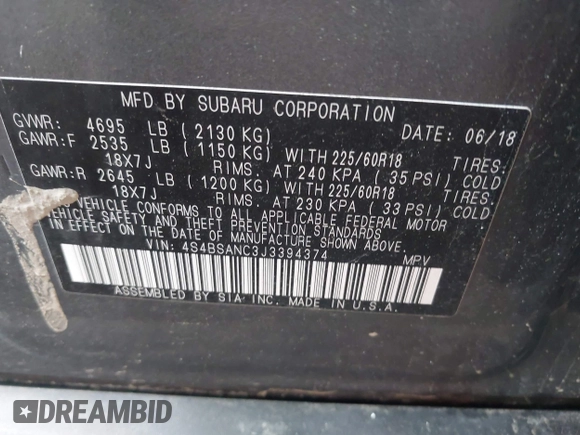 MFD BY SUBARU CORPORATION
GVWR: 4695 LB (2130 KG) DATE: 06/18
GAWR:F 2535 LB (1150 KG) WITH 225/60R18 TIRES:
18X7J RIMS. AT 240 KPA (35 PSI) COLD
GAWR:R 2645 LB (1200 KG) WITH 225/60R18 TIRES:
18X7J RIMS. AT 230 KPA (33 PSI) COLD
VEHICLE CONFORMS TO ALL APPLICABLE FEDERAL MOTOR
VEHICLE SAFETY AND THEFT PREVENTION STANDARDS
IN EFFECT ON THE DATE OF MANUFACTURE SHOWN ABOVE.
VIN: 4S4BSANC3J3394374 MPV
ASSEMBLED BY SIA INC. MADE IN U.S.A.
DREAMBID